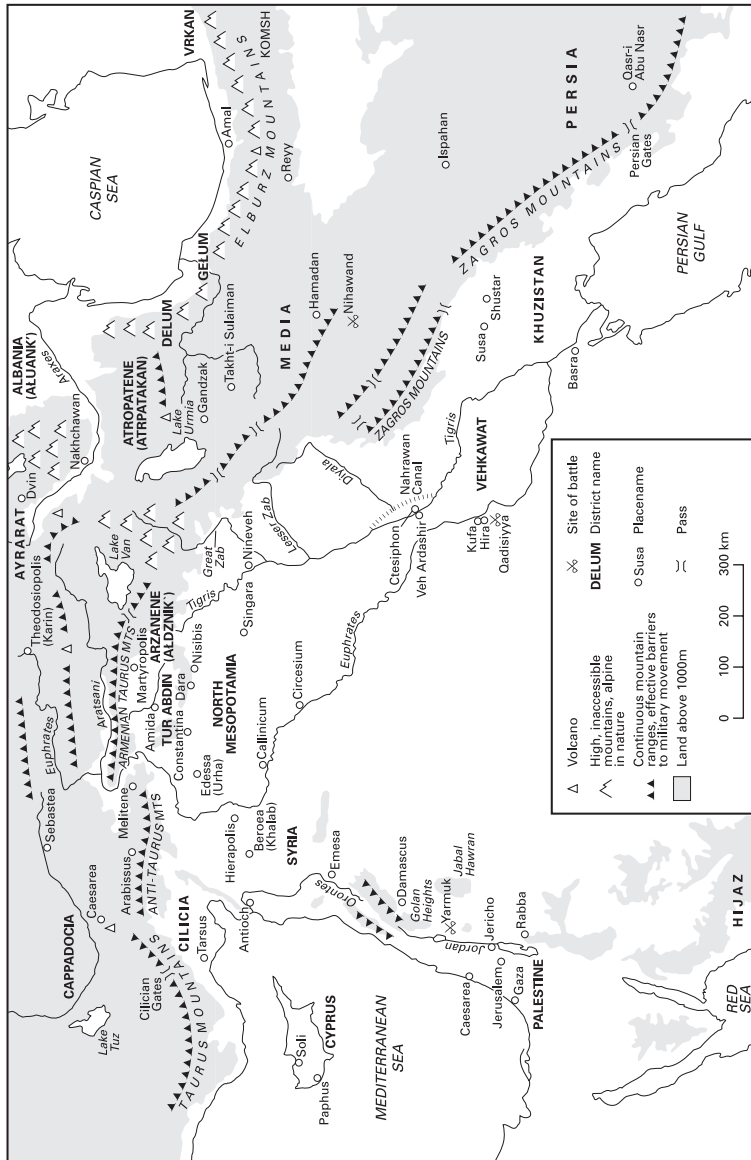 CAPPADOCIA
Caesarea
Sebastea
Euphrates
Theodosiopolis
(Karin)
AYRARAT
Dvin
Nakhchawan
ALBANIA
(AŁUANK')
Araxes
CASPIAN
SEA
VRKAN
KOMSH
Lake
Tuz
Cilician
Gates
TAURUS MOUNTAINS
Arabissus
Melitene
ANTI-TAURUS MTS
Aratsani
ARMENIAN TAURUS MTS
Martyropolis
Lake
Van
ARZANENE
(AŁDZNIK')
ATROPATENE
(ATRPATAKAN)
Lake
Urmia
Gandzak
Takht-i Sulaiman
DELUM
GEŁUM
Amal
ELBURZ MOUNTAINS
Reyy
CILICIA
Tarsus
Amida
TUR ABDIN
Constantina
Dara
Nisibis
Edessa
(Urha)
NORTH
MESOPOTAMIA
Tigris
Great
Zab
Nineveh
Singara
Lesser Zab
MEDIA
Hamadan
Nihawand
Antioch
Hierapolis
Beroea
(Khalab)
Callinicum
Circesium
SYRIA
Emesa
Orontes
Euphrates
Diyala
Nahrawan
Canal
Ctesiphon
Veh Ardashir
Tigris
ZAGROS MOUNTAINS
Ispahan
CYPRUS
Soli
Paphus
MEDITERRANEAN
SEA
Damascus
Golan
Heights
Yarmuk
Jabal
Hawran
Jordan
Caesarea
Jericho
Jerusalem
Rabba
Gaza
PALESTINE
Kufa
Hira
Qadisiyya
VEHKAWAT
Susa
Shustar
KHUZISTAN
Basra
ZAGROS MOUNTAINS
PERSIA
Persian
Gates
Qasr-i
Abu Nasr
PERSIAN
GULF
RED
SEA
HIJAZ
Volcano
High, inaccessible
mountains, alpine
in nature
Continuous mountain
ranges, effective barriers
to military movement
Land above 1000m
Site of battle
DELUM District name
Susa Placename
Pass
0 100 200 300 km